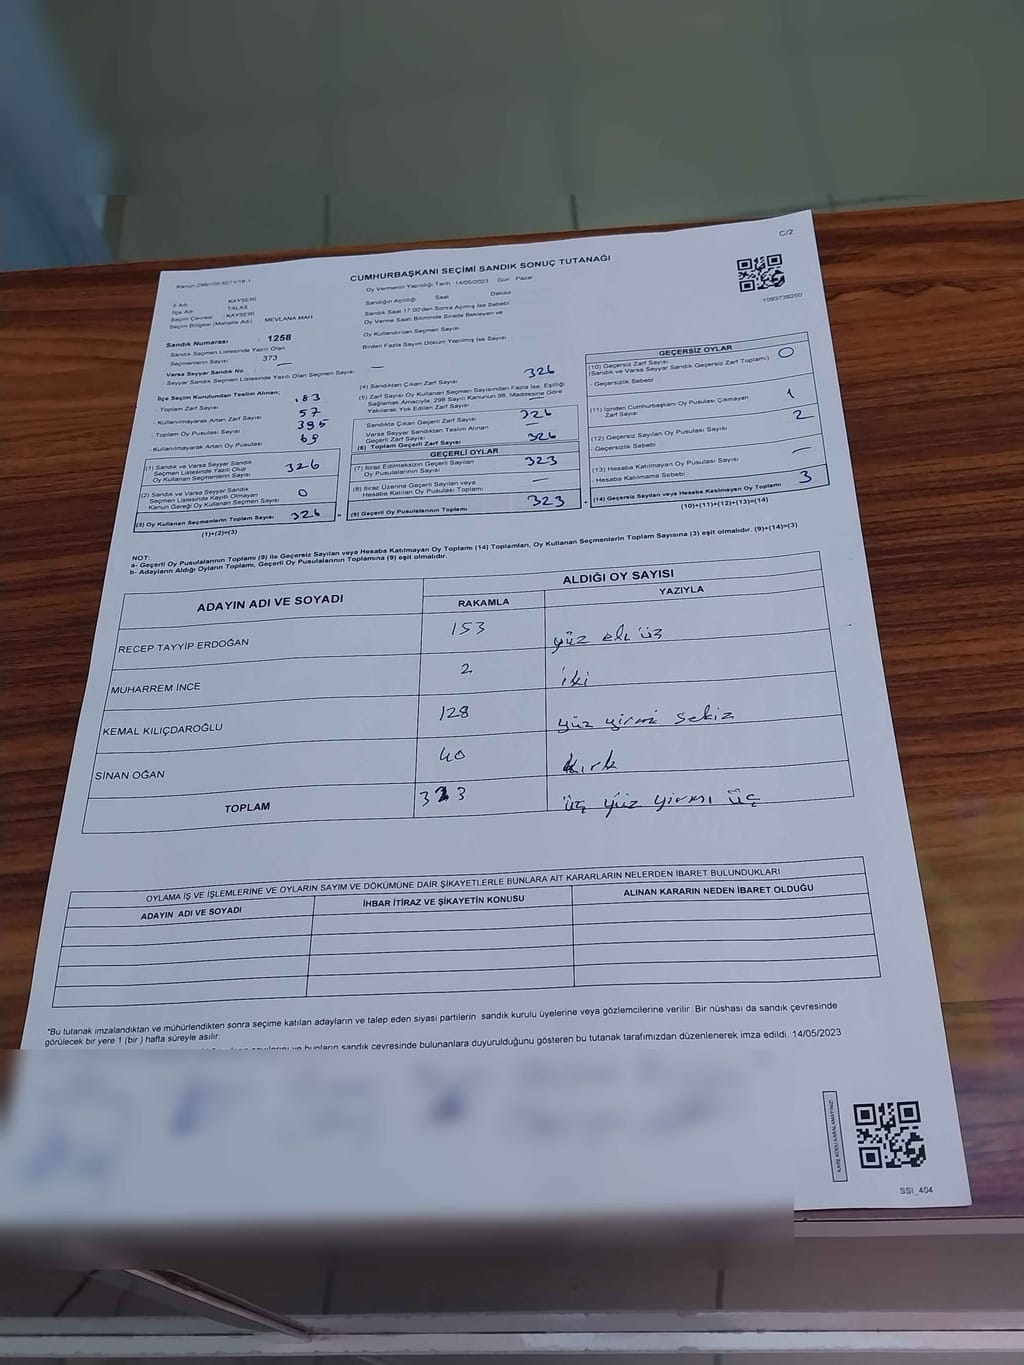 C/2
Kanun:298/105,6271/18-1
CUMHURBAŞKANI SEÇİMİ SANDIK SONUÇ TUTANAĞI
Oy Vermenin Yapıldığı Tarih :14/05/2023 Gün : Pazar
1093738250
İl Adı KAYSERİ
İlçe Adı TALAS
Seçim Çevresi KAYSERİ
Seçim Bölgesi (Mahalle Adı) MEVLANA MAH
Sandık Numarası : 1258
Sandık Seçmen Listesinde Yazılı Olan
Seçmenlerin Sayısı : 373
Varsa Seyyar Sandık No —
- Seyyar Sandık Seçmen Listesinde Yazılı Olan Seçmen Sayısı —
İlçe Seçim Kurulundan Teslim Alınan;
- Toplam Zarf Sayısı 383
- Kullanılmayarak Artan Zarf Sayısı 57
- Toplam Oy Pusulası Sayısı 395
- Kullanılmayarak Artan Oy Pusulası 69
(1) Sandık ve Varsa Seyyar Sandık
Seçmen Listesinde Yazılı Olup
Oy Kullanan Seçmenlerin Sayısı 326
(2) Sandık ve Varsa Seyyar Sandık
Seçmen Listesinde Kayıtlı Olmayan
Kanun Gereği Oy Kullanan Seçmen Sayısı 0
(3) Oy Kullanan Seçmenlerin Toplam Sayısı 326
(1)+(2)=(3)
Sandığın Açıldığı Saat Dakika
Sandık Saat 17.00'den Sonra Açılmış İse Sebebi
Oy Verme Saati Bitiminde Sırada Bekleyen ve
Oy Kullandırılan Seçmen Sayısı
Birden Fazla Sayım Döküm Yapılmış İse Sayısı
(4) Sandıktan Çıkan Zarf Sayısı 326
(5) Zarf Sayısı Oy Kullanan Seçmen Sayısından Fazla İse, Eşitliği
Sağlamak Amacıyla; 298 Sayılı Kanunun 98. Maddesine Göre
Yakılarak Yok Edilen Zarf Sayısı —
Sandıkta Çıkan Geçerli Zarf Sayısı 326
Varsa Seyyar Sandıktan Teslim Alınan
Geçerli Zarf Sayısı —
(6) Toplam Geçerli Zarf Sayısı 326
GEÇERLİ OYLAR
(7) İtiraz Edilmeksizin Geçerli Sayılan
Oy Pusulalarının Sayısı 323
(8) İtiraz Üzerine Geçerli Sayılan veya
Hesaba Katılan Oy Pusulası Toplamı —
(9) Geçerli Oy Pusulalarının Toplamı 323
GEÇERSİZ OYLAR
(10) Geçersiz Zarf Sayısı 0
(Sandık ve Varsa Seyyar Sandık Geçersiz Zarf Toplamı)
- Geçersizlik Sebebi
(11) İçinden Cumhurbaşkanı Oy Pusulası Çıkmayan
Zarf Sayısı 1
(12) Geçersiz Sayılan Oy Pusulası Sayısı 2
- Geçersizlik Sebebi
(13) Hesaba Katılmayan Oy Pusulası Sayısı —
- Hesaba Katılmama Sebebi
(14) Geçersiz Sayılan veya Hesaba Katılmayan Oy Toplamı 3
(10)+(11)+(12)+(13)=(14)
NOT:
a- Geçerli Oy Pusulalarının Toplamı (9) ile Geçersiz Sayılan veya Hesaba Katılmayan Oy Toplamı (14) Toplamları, Oy Kullanan Seçmenlerin Toplam Sayısına (3) eşit olmalıdır. (9)+(14)=(3)
b- Adayların Aldığı Oyların Toplamı, Geçerli Oy Pusulalarının Toplamına (9) eşit olmalıdır.
ADAYIN ADI VE SOYADI ALDIĞI OY SAYISI
RAKAMLA YAZIYLA
RECEP TAYYİP ERDOĞAN 153 yüz elli üç
MUHARREM İNCE 2 iki
KEMAL KILIÇDAROĞLU 128 yüz yirmi sekiz
SİNAN OĞAN 40 kırk
TOPLAM 323 üç yüz yirmi üç
OYLAMA İŞ VE İŞLEMLERİNE VE OYLARIN SAYIM VE DÖKÜMÜNE DAİR ŞİKAYETLERLE BUNLARA AİT KARARLARIN NELERDEN İBARET BULUNDUKLARI
ADAYIN ADI VE SOYADI İHBAR İTİRAZ VE ŞİKAYETİN KONUSU ALINAN KARARIN NEDEN İBARET OLDUĞU
"Bu tutanak imzalandıktan ve mühürlendikten sonra seçime katılan adayların ve talep eden siyasi partilerin sandık kurulu üyelerine veya gözlemcilerine verilir. Bir nüshası da sandık çevresinde
görülecek bir yere 1 (bir) hafta süreyle asılır.
ve bunların sandık çevresinde bulunanlara duyurulduğunu gösteren bu tutanak tarafımızdan düzenlenerek imza edildi. 14/05/2023
KARE KODU KARALAMAYINIZ!
SSİ_404